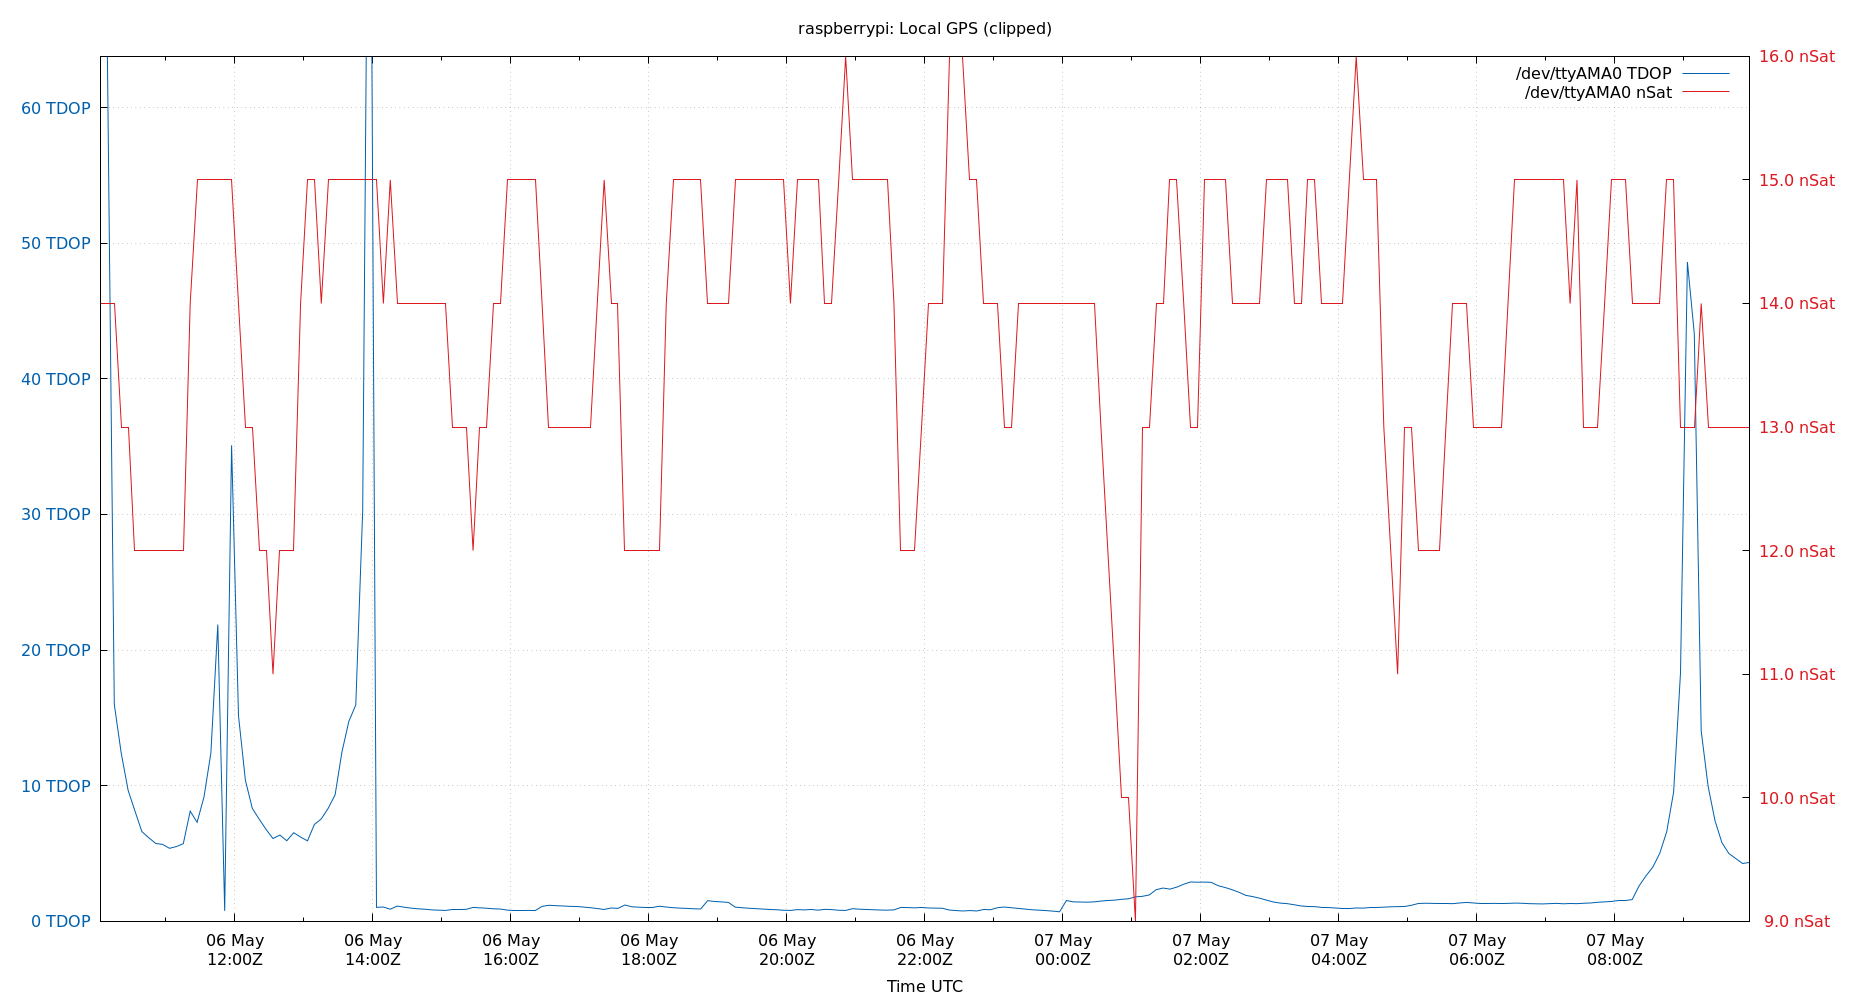 raspberrypi: Local GPS (clipped)
/dev/ttyAMA0 TDOP
/dev/ttyAMA0 nSat
60 TDOP
50 TDOP
40 TDOP
30 TDOP
20 TDOP
10 TDOP
0 TDOP
16.0 nSat
15.0 nSat
14.0 nSat
13.0 nSat
12.0 nSat
11.0 nSat
10.0 nSat
9.0 nSat
06 May
12:00Z
06 May
14:00Z
06 May
16:00Z
06 May
18:00Z
06 May
20:00Z
06 May
22:00Z
07 May
00:00Z
07 May
02:00Z
07 May
04:00Z
07 May
06:00Z
07 May
08:00Z
Time UTC